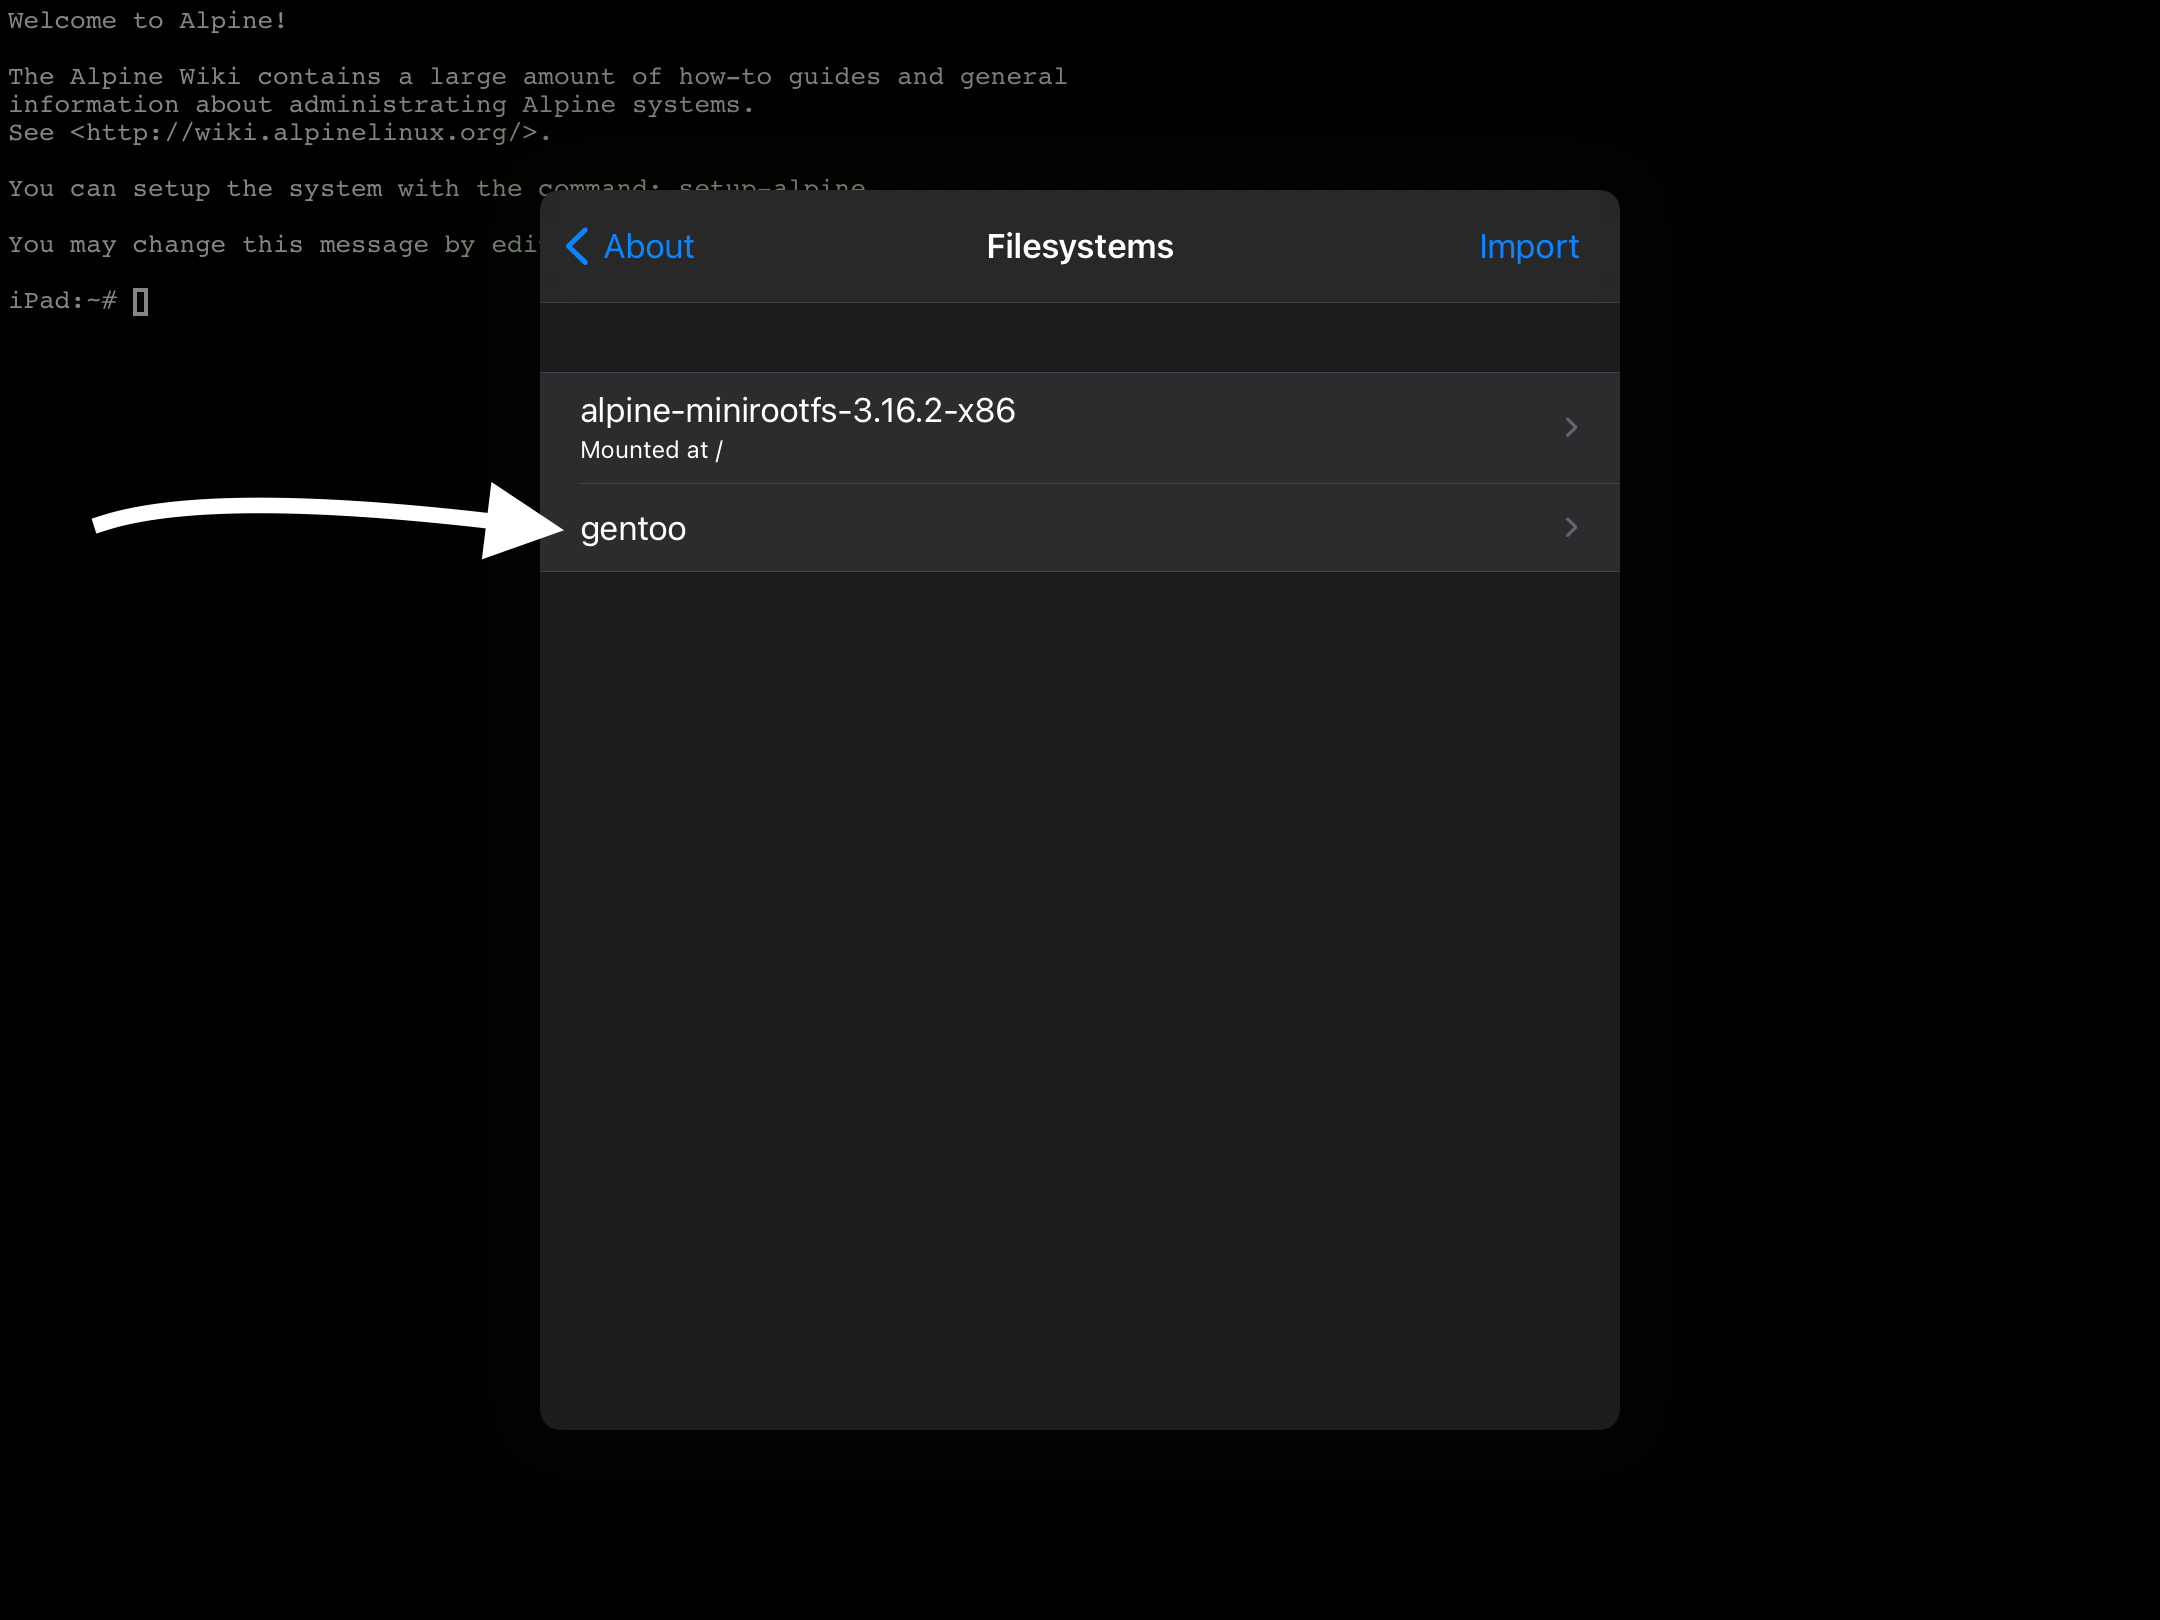 Welcome to Alpine!
The Alpine Wiki contains a large amount of how-to guides and general
information about administrating Alpine systems.
See <http://wiki.alpinelinux.org/>.
You can setup the system with the command: setup-alpine
You may change this message by edi
iPad:~#
About
Filesystems
Import
alpine-minirootfs-3.16.2-x86
Mounted at /
gentoo